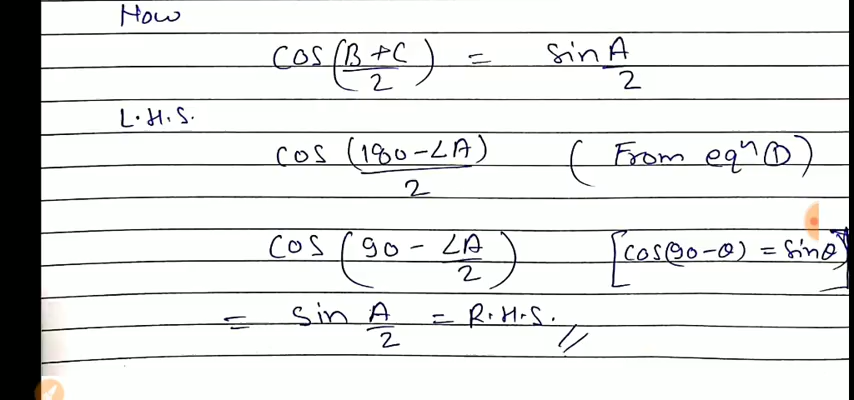 How
cos(B+C/2) = sin A/2
L.H.S.
cos (180-∠A)/2 (From eqⁿ ①)
cos (90 - ∠A/2) [cos(90-θ) = sinθ]
= sin A/2 = R.H.S. //